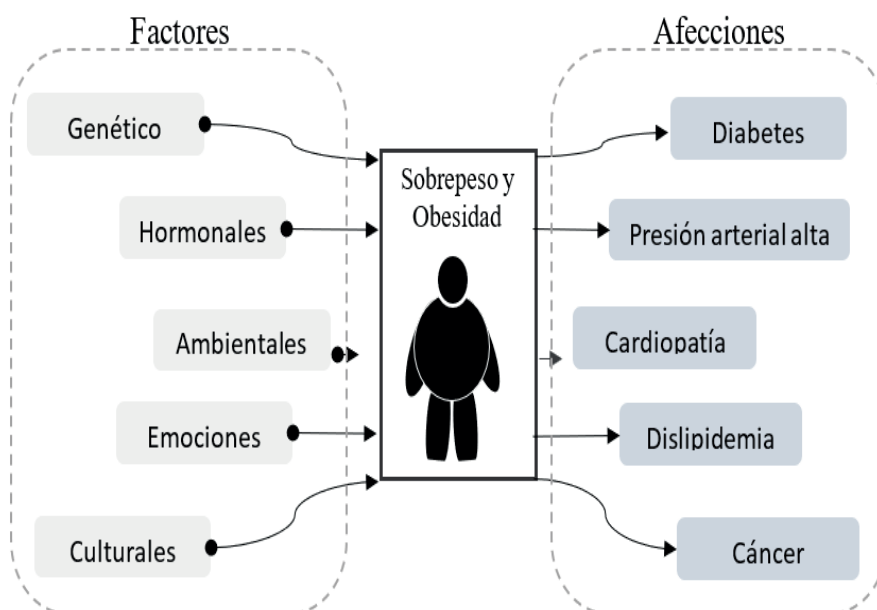 Factores
Afecciones
Genético
Hormonales
Ambientales
Emociones
Culturales
Sobrepeso y
Obesidad
Diabetes
Presión arterial alta
Cardiopatía
Dislipidemia
Cáncer